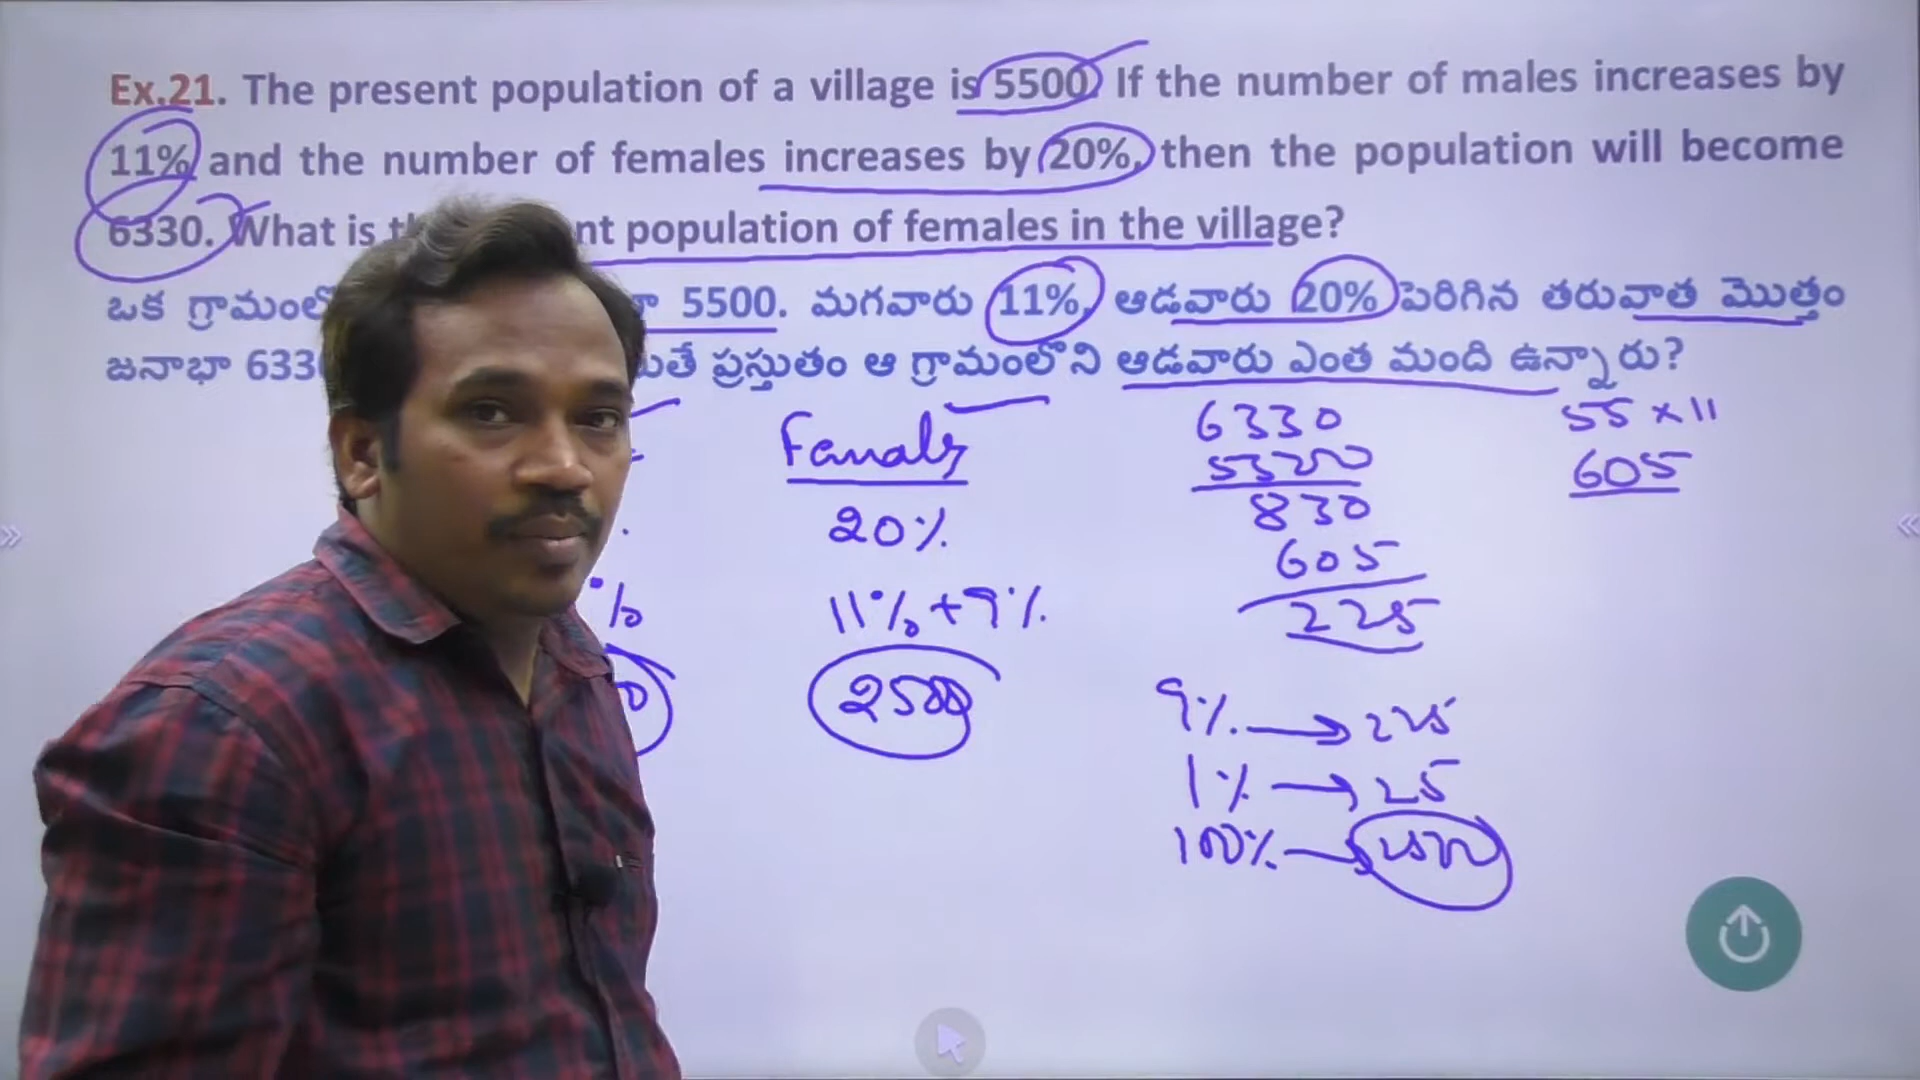 Ex.21. The present population of a village is 5500. If the number of males increases by
11% and the number of females increases by 20%, then the population will become
6330. What is nt population of females in the village?
ఒక గ్రామంలో 5500. మగవారు 11%, ఆడవారు 20% పెరిగిన తరువాత మొత్తం
జనాభా 633 ప్రస్తుతం ఆ గ్రామంలోని ఆడవారు ఎంత మంది ఉన్నారు?
Females
20%
11% + 9%
2500
6330
5500
830
605
225
9% → 225
1% → 25
100% → 2500
55 × 11
605